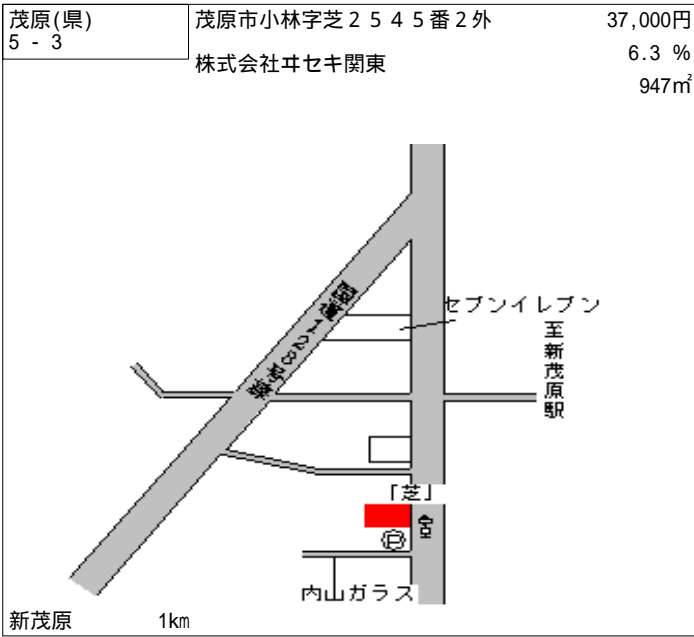 茂原(県)
5 - 3
茂原市小林字芝２５４５番２外
37,000円
株式会社ヰセキ関東
6.3 %
947㎡
国道128号線
セブンイレブン
至新茂原駅
「芝」
Ⓟ
内山ガラス
新茂原 1km